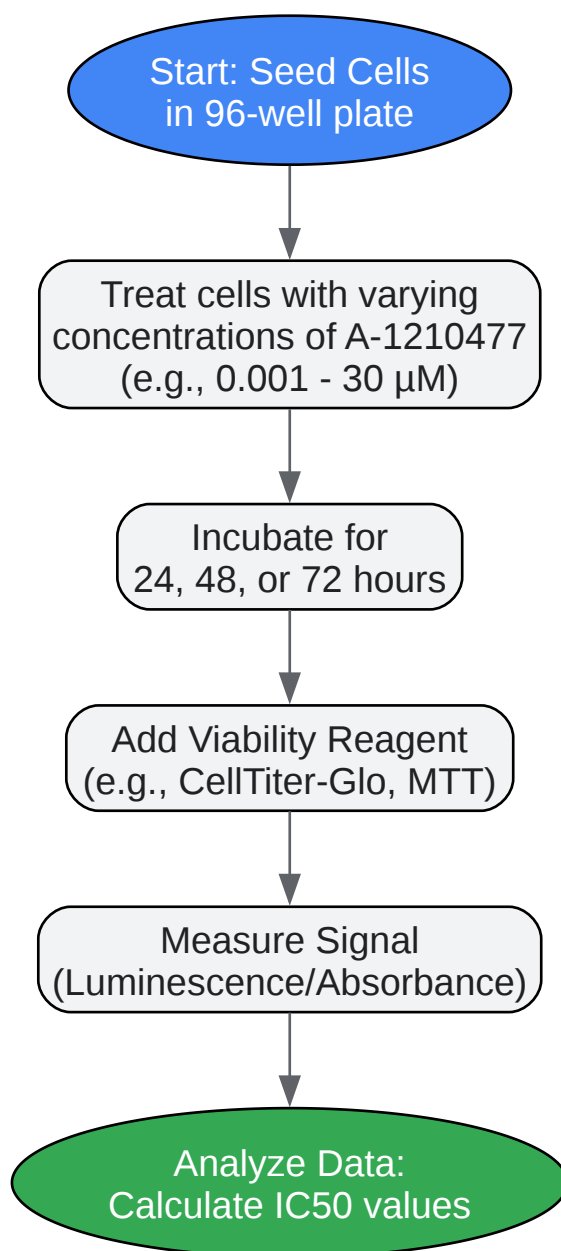 Start: Seed Cells
in 96-well plate
Treat cells with varying
concentrations of A-1210477
(e.g., 0.001 - 30 µM)
Incubate for
24, 48, or 72 hours
Add Viability Reagent
(e.g., CellTiter-Glo, MTT)
Measure Signal
(Luminescence/Absorbance)
Analyze Data:
Calculate IC50 values